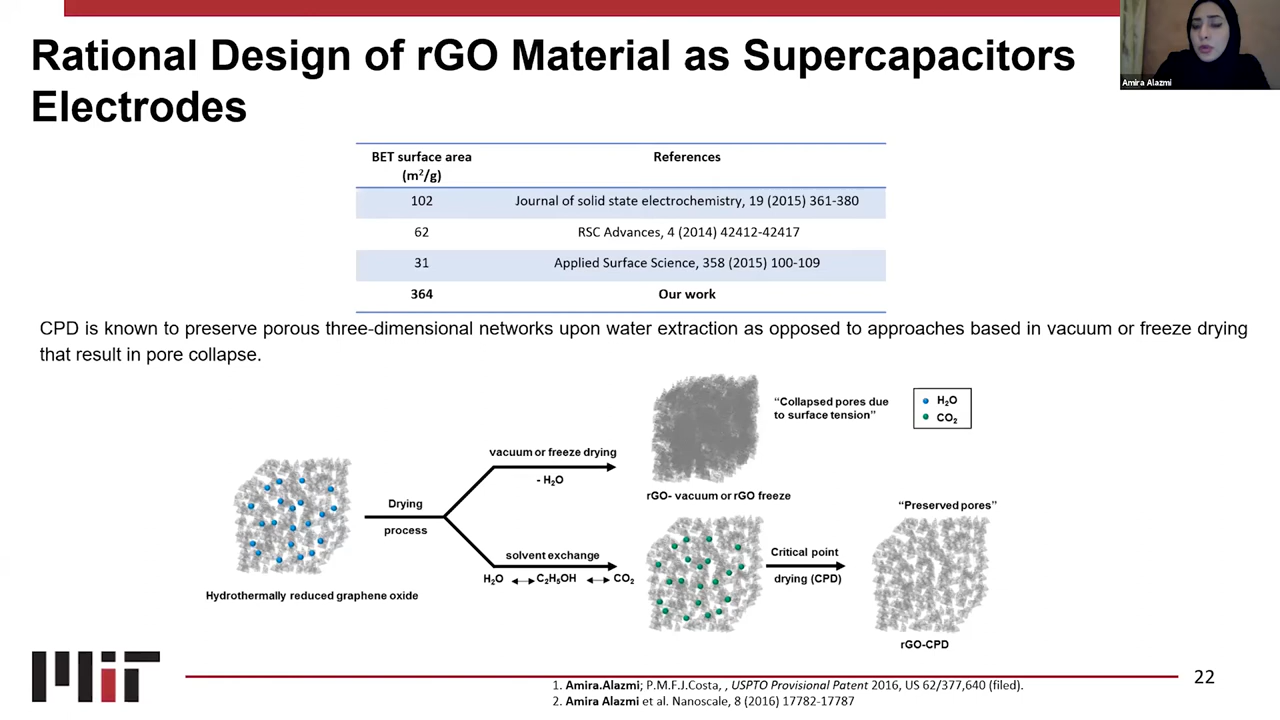 Rational Design of rGO Material as Supercapacitors
Electrodes
Amira Alazmi
BET surface area
(m²/g)
References
102 Journal of solid state electrochemistry, 19 (2015) 361-380
62 RSC Advances, 4 (2014) 42412-42417
31 Applied Surface Science, 358 (2015) 100-109
364 Our work
CPD is known to preserve porous three-dimensional networks upon water extraction as opposed to approaches based in vacuum or freeze drying
that result in pore collapse.
“Collapsed pores due
to surface tension”
H₂O
CO₂
vacuum or freeze drying
- H₂O
rGO- vacuum or rGO freeze
Drying
process
“Preserved pores”
solvent exchange
H₂O C₂H₅OH CO₂
Critical point
drying (CPD)
Hydrothermally reduced graphene oxide
rGO-CPD
MIT
22
1. Amira.Alazmi; P.M.F.J.Costa, , USPTO Provisional Patent 2016, US 62/377,640 (filed).
2. Amira Alazmi et al. Nanoscale, 8 (2016) 17782-17787